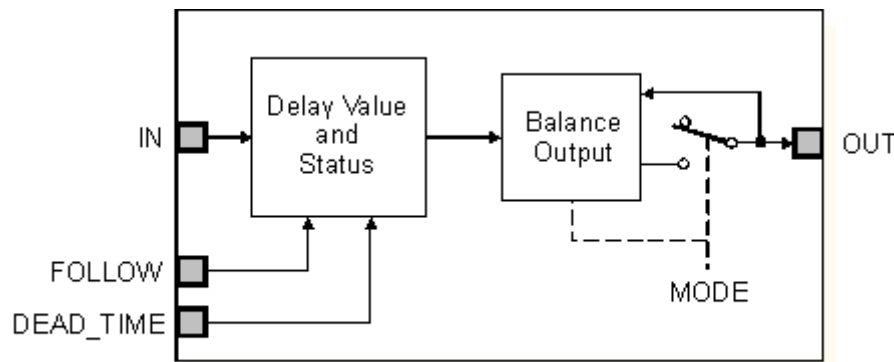 Delay Value
and
Status
Balance
Output
IN
OUT
FOLLOW
MODE
DEAD_TIME